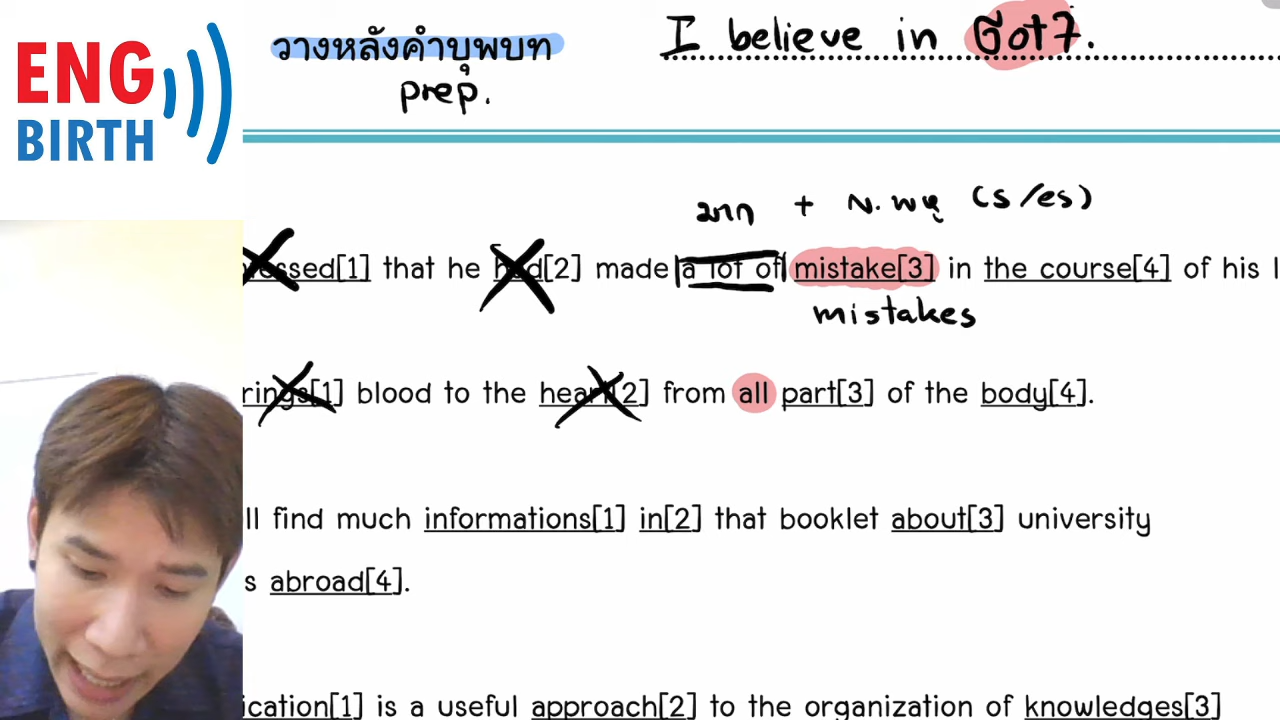 ENG
BIRTH
วางหลังคำบุพบท
prep.
I believe in Got7.
มาก + น.พหู (s/es)
essed[1] that he had[2] made a lot of mistake[3] in the course[4] of his
mistakes
rings[1] blood to the heart[2] from all part[3] of the body[4].
ll find much informations[1] in[2] that booklet about[3] university
s abroad[4].
ication[1] is a useful approach[2] to the organization of knowledges[3]